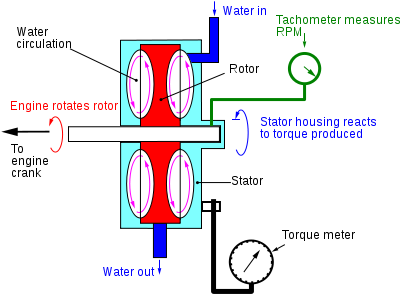 Water in
Tachometer measures
RPM
Water
circulation
Rotor
Engine rotates rotor
Stator housing reacts
to torque produced
To
engine
crank
Stator
Torque meter
Water out